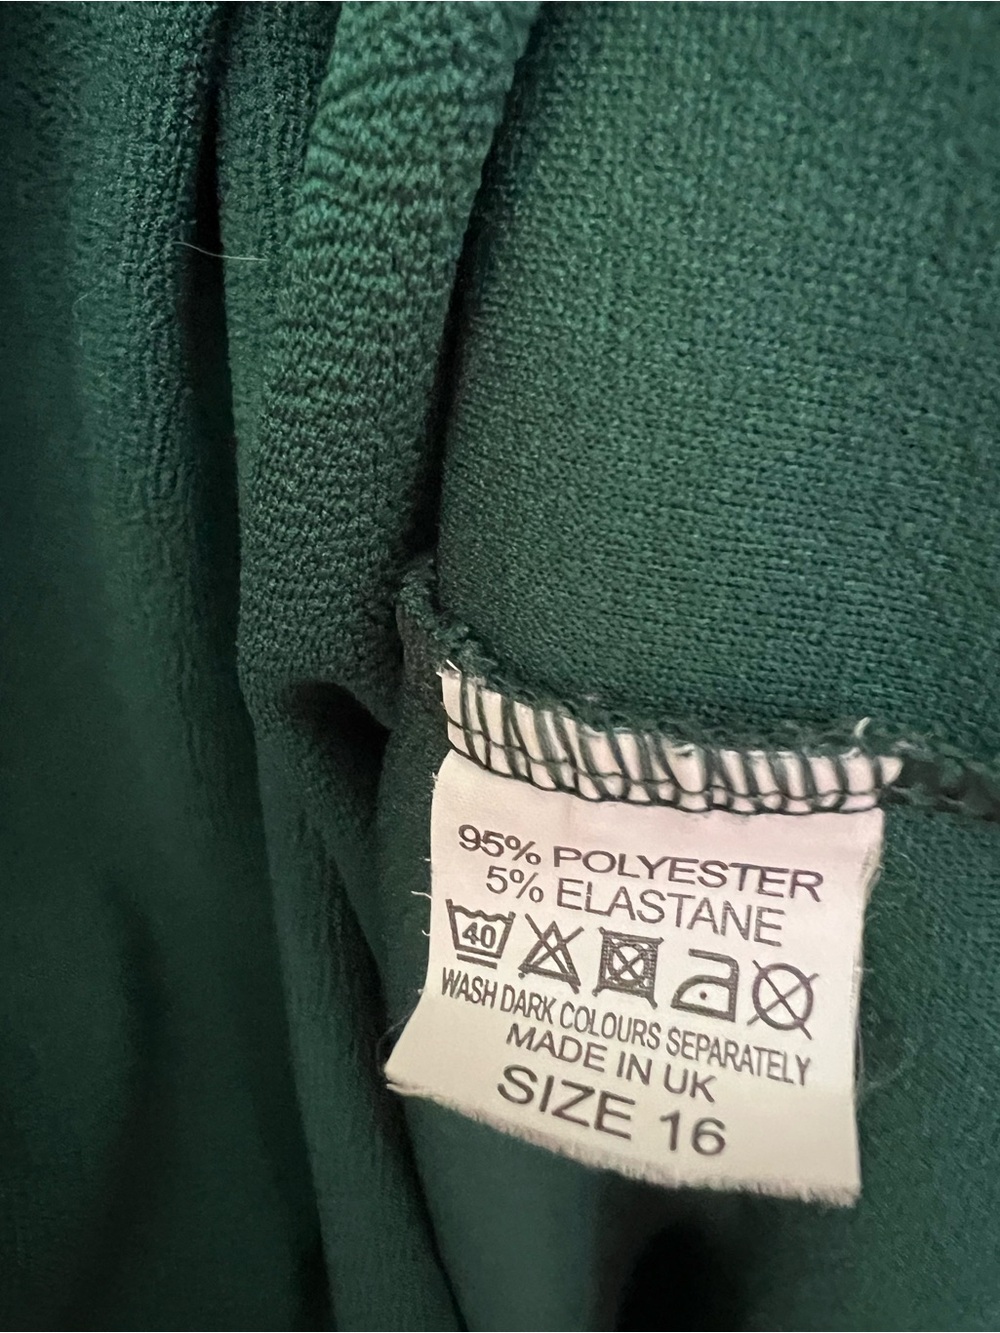 95% POLYESTER
5% ELASTANE
40
WASH DARK COLOURS SEPARATELY
MADE IN UK
SIZE 16